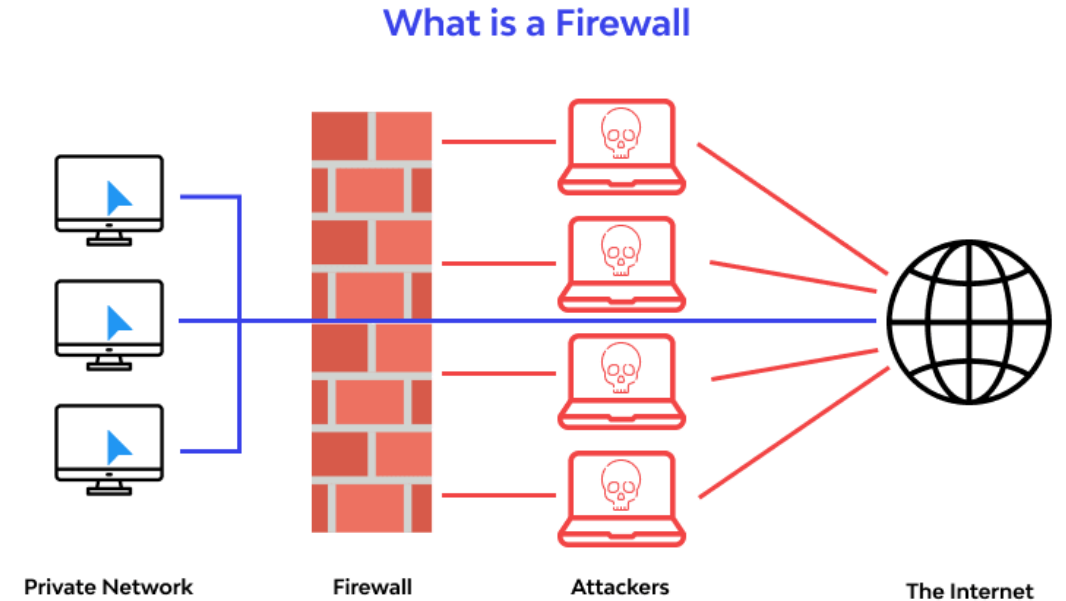 What is a Firewall
Private Network
Firewall
Attackers
The Internet